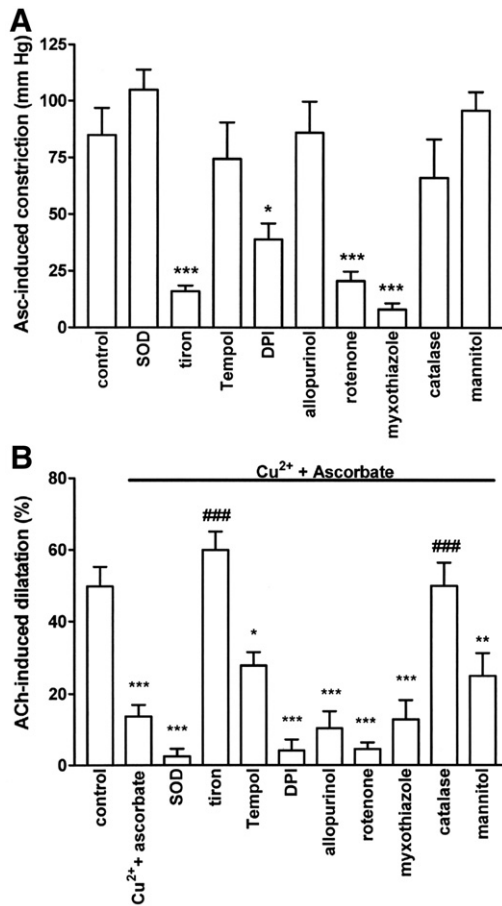 A
Asc-induced constriction (mm Hg)
125
100
75
50
25
0
***
*
***
***
control
SOD
tiron
Tempol
DPI
allopurinol
rotenone
myxothiazole
catalase
mannitol
B
Cu²⁺ + Ascorbate
ACh-induced dilatation (%)
80
60
40
20
0
***
***
###
*
***
***
***
***
###
**
control
Cu²⁺+ ascorbate
SOD
tiron
Tempol
DPI
allopurinol
rotenone
myxothiazole
catalase
mannitol